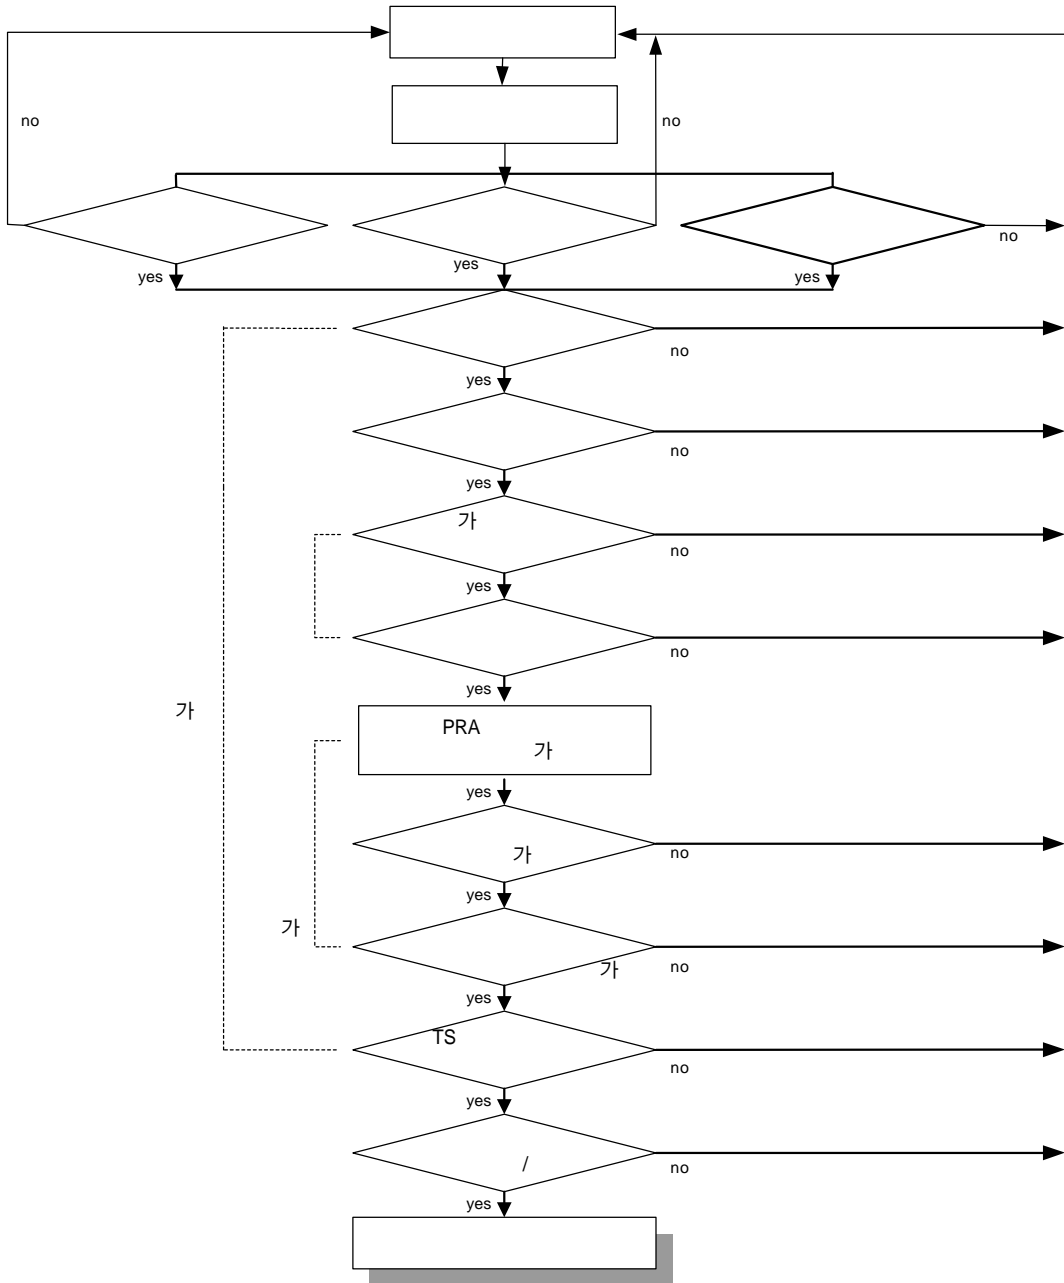 no
no
no
yes
yes
yes
no
yes
no
yes
가
no
yes
no
yes
가
PRA
가
yes
가
no
yes
가
가
no
yes
TS
no
yes
/
no
yes